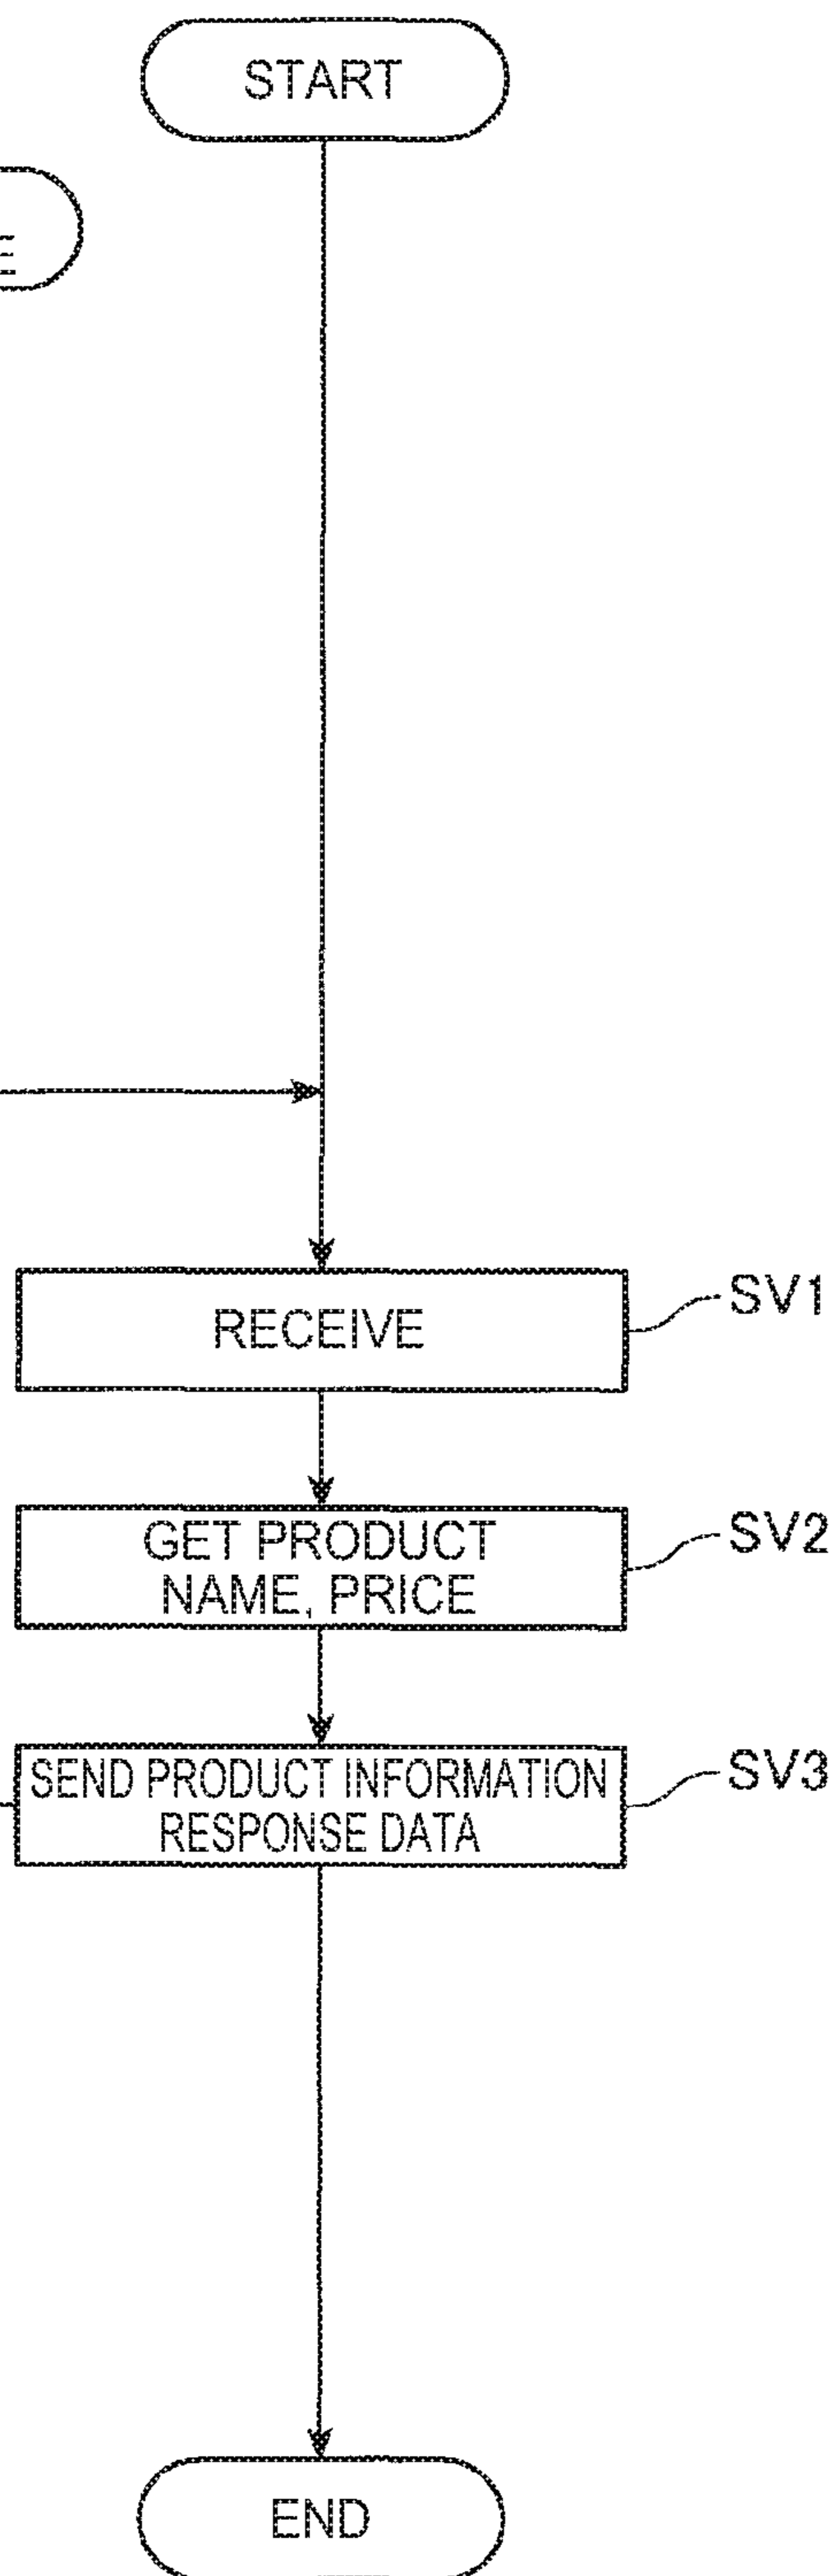 START
E
RECEIVE
SV1
GET PRODUCT
NAME, PRICE
SV2
SEND PRODUCT INFORMATION
RESPONSE DATA
SV3
END